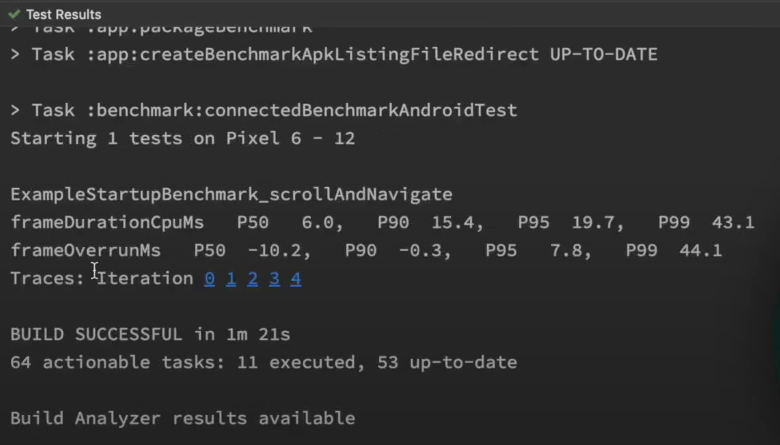 Test Results
> Task :app:packageBenchmark
> Task :app:createBenchmarkApkListingFileRedirect UP-TO-DATE
> Task :benchmark:connectedBenchmarkAndroidTest
Starting 1 tests on Pixel 6 - 12
ExampleStartupBenchmark_scrollAndNavigate
frameDurationCpuMs   P50   6.0,   P90  15.4,   P95  19.7,   P99  43.1
frameOverrunMs   P50  -10.2,   P90  -0.3,   P95   7.8,   P99  44.1
Traces: Iteration 0 1 2 3 4
BUILD SUCCESSFUL in 1m 21s
64 actionable tasks: 11 executed, 53 up-to-date
Build Analyzer results available